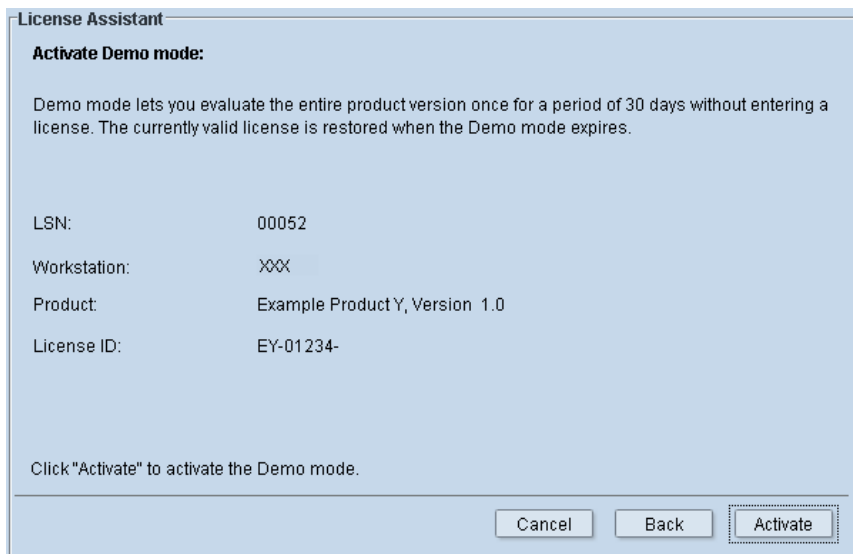 License Assistant
Activate Demo mode:
Demo mode lets you evaluate the entire product version once for a period of 30 days without entering a
license. The currently valid license is restored when the Demo mode expires.
LSN: 00052
Workstation: XXX
Product: Example Product Y, Version 1.0
License ID: EY-01234-
Click "Activate" to activate the Demo mode.
Cancel Back Activate